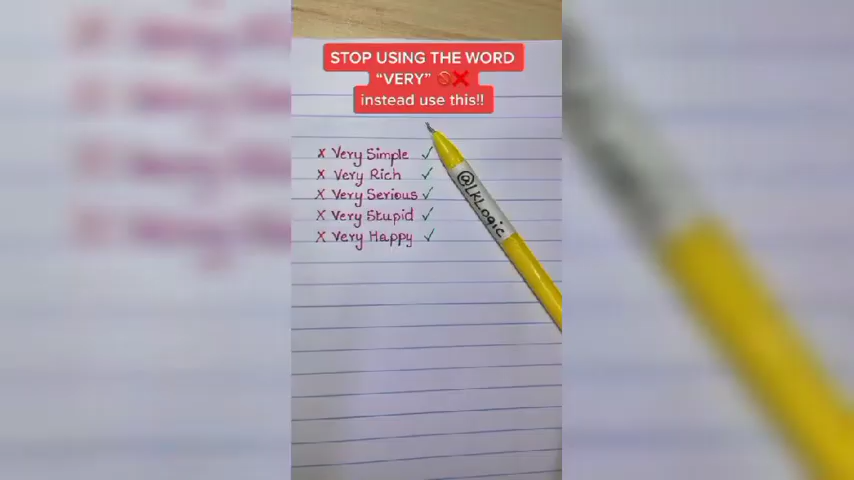 STOP USING THE WORD
“VERY” 🚫❌
instead use this!!
x Very Simple ✓
x Very Rich ✓
x Very Serious ✓
x Very Stupid ✓
x Very Happy ✓
@LKLogic